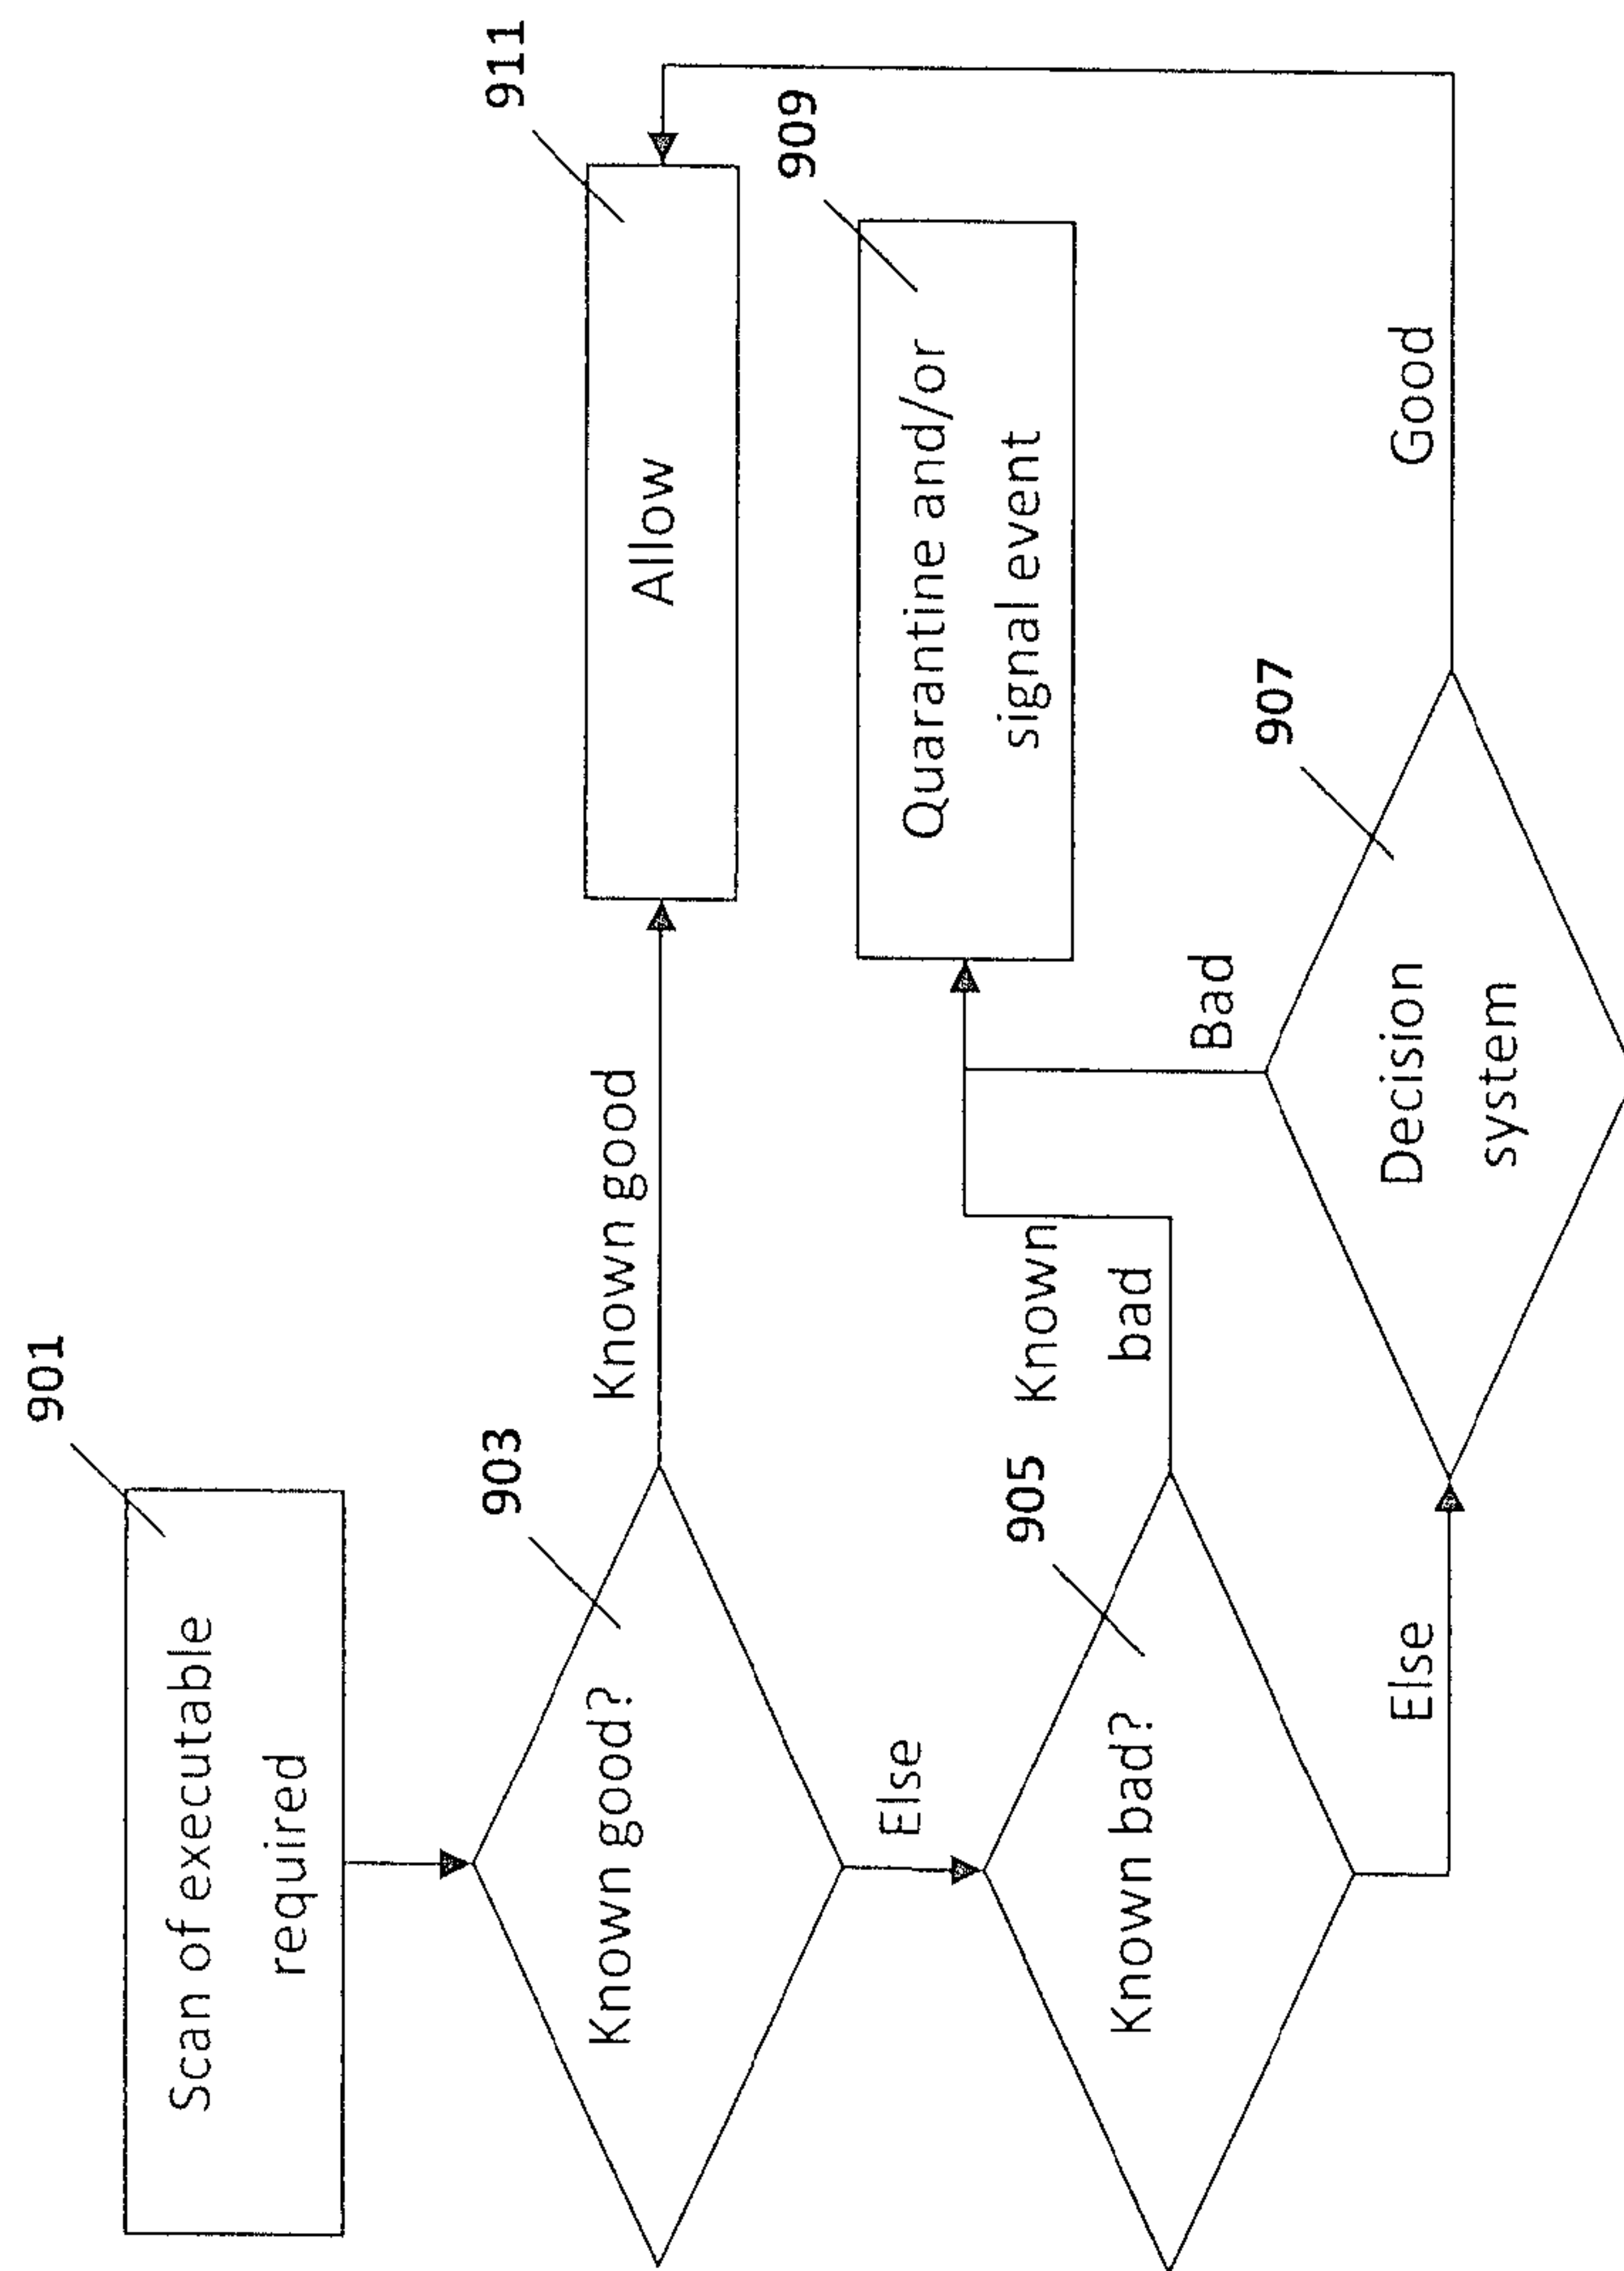 901
Scan of executable
required
903
Known good?
Known good
911
Allow
Else
905
Known bad?
Known
bad
909
Quarantine and/or
signal event
Else
907
Decision
system
Bad
Good